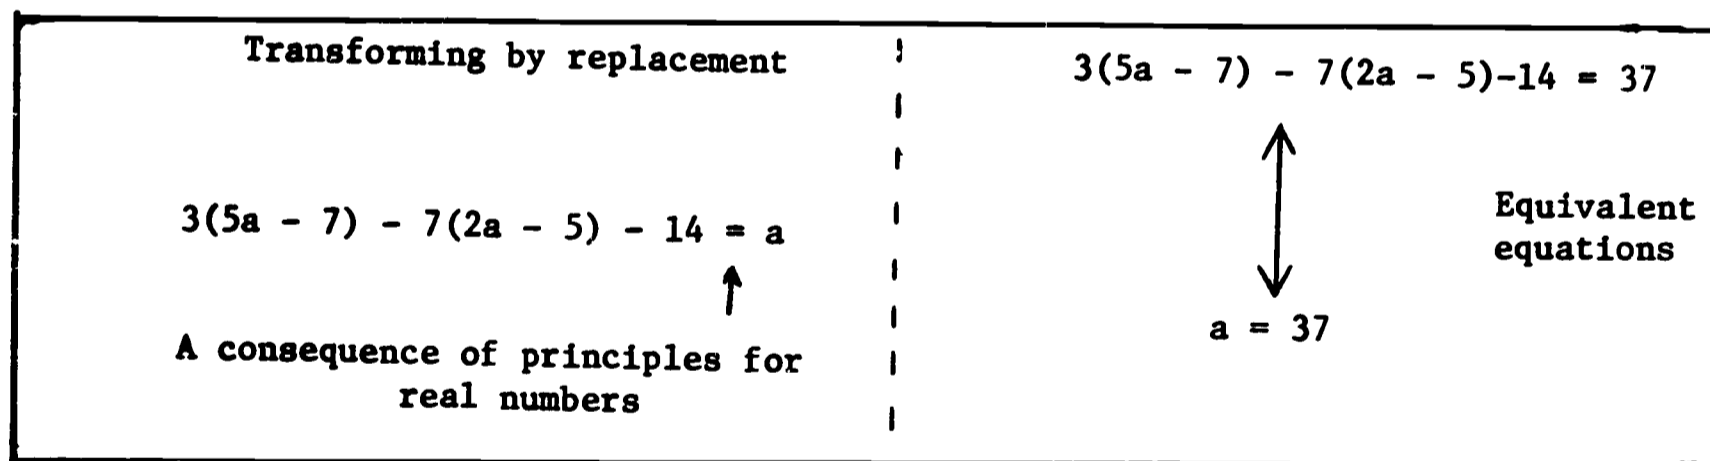 Transforming by replacement
3(5a - 7) - 7(2a - 5) - 14 = a
A consequence of principles for
real numbers
3(5a - 7) - 7(2a - 5)-14 = 37
Equivalent
equations
a = 37